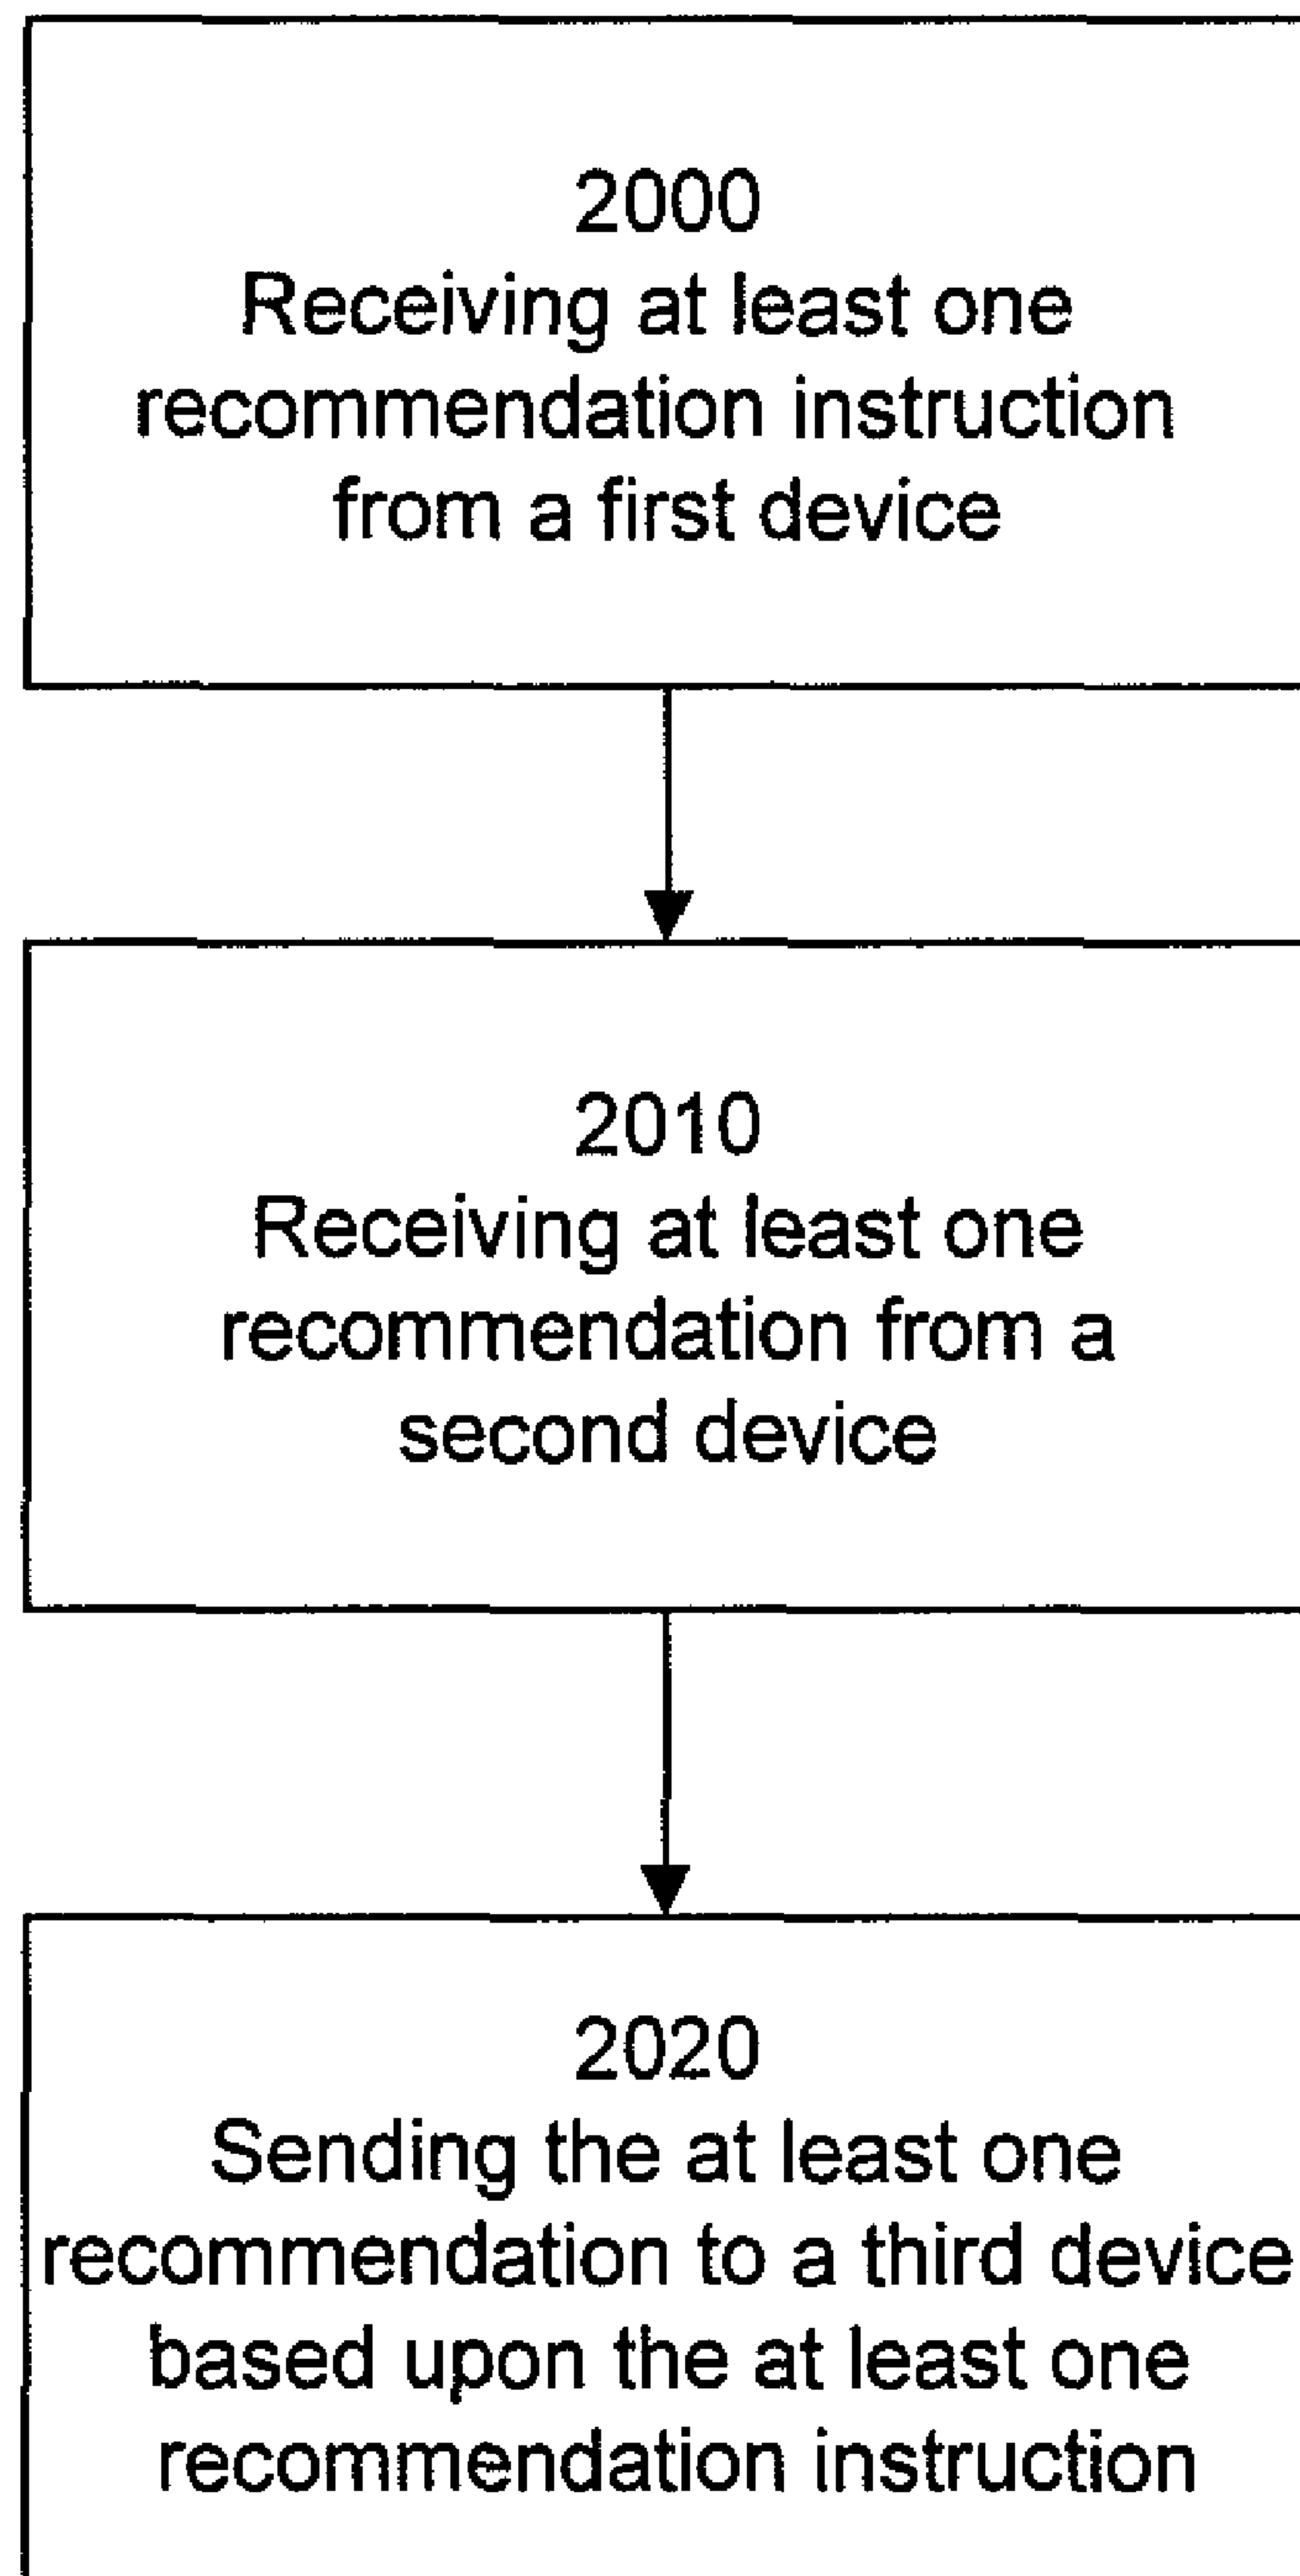 2000
Receiving at least one
recommendation instruction
from a first device
2010
Receiving at least one
recommendation from a
second device
2020
Sending the at least one
recommendation to a third device
based upon the at least one
recommendation instruction